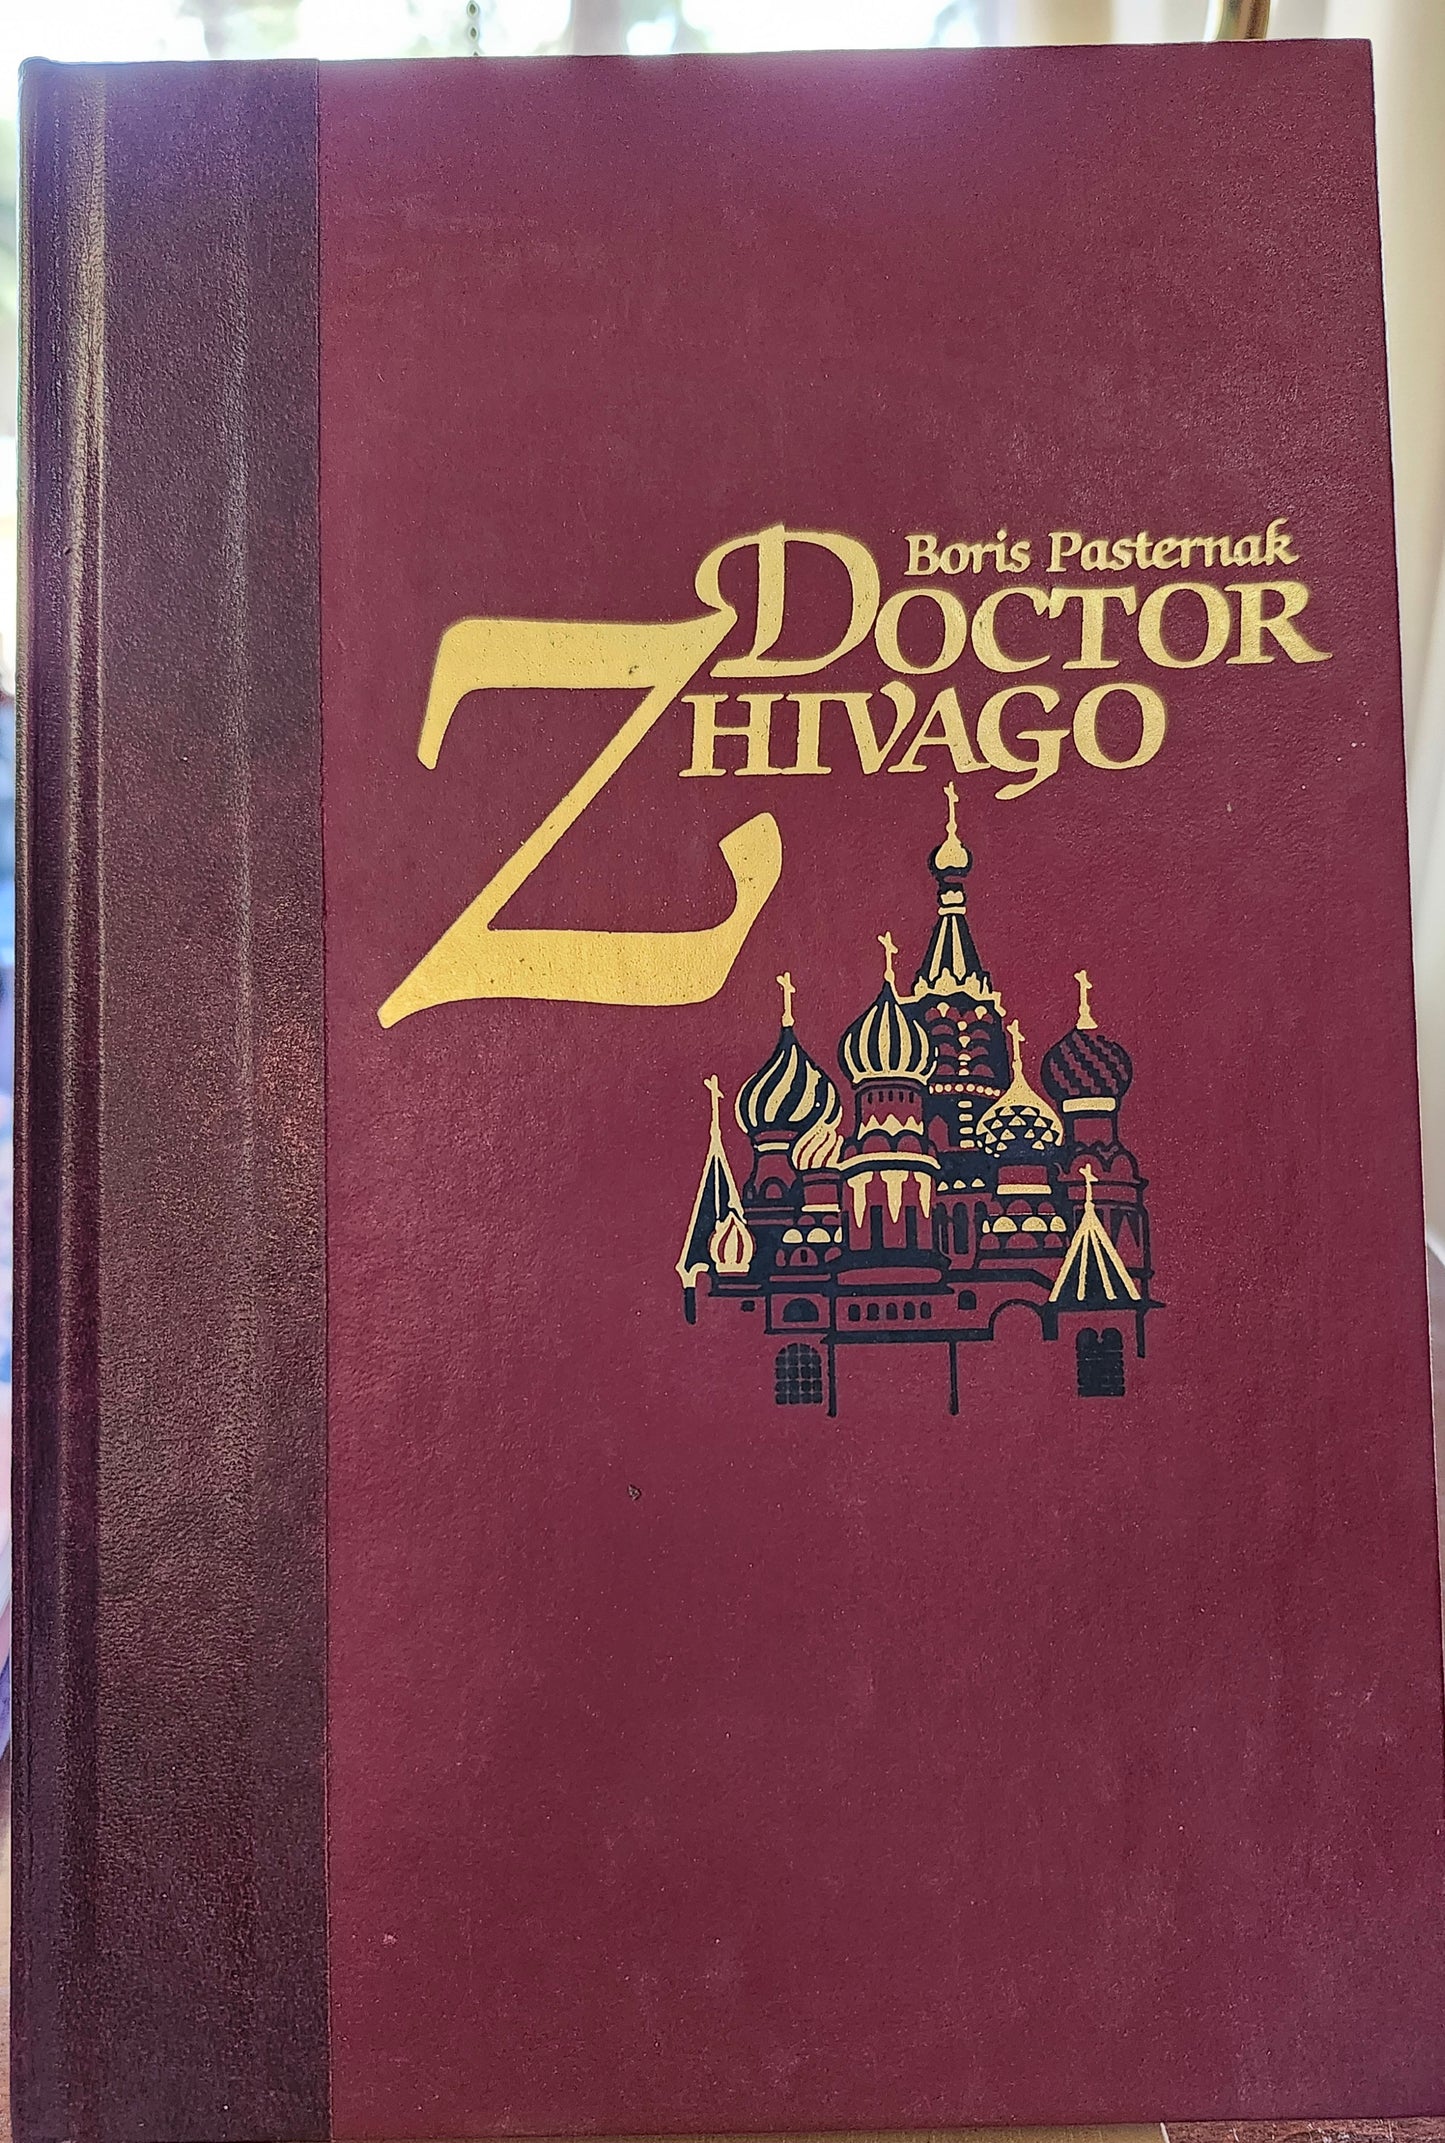 Boris Pasternak
DOCTOR
ZHIVAGO